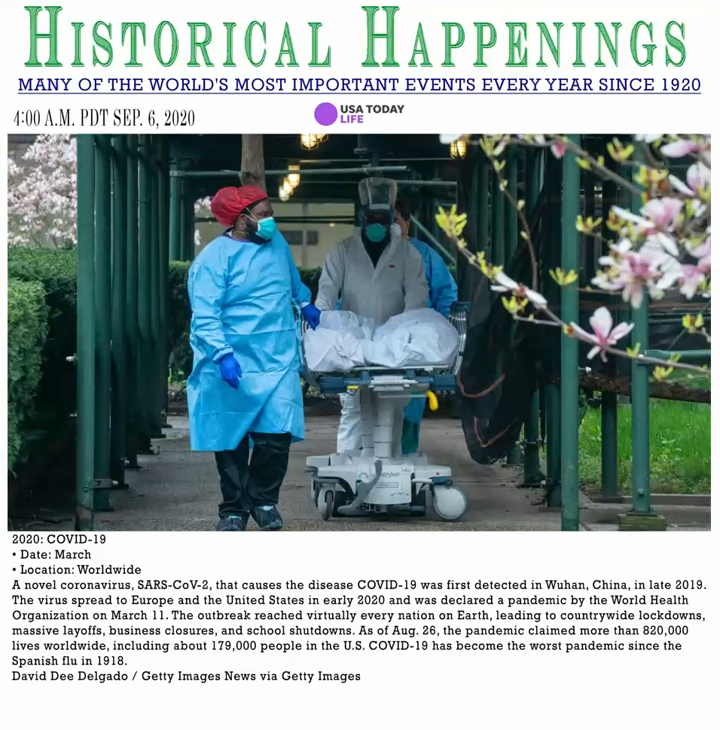 HISTORICAL HAPPENINGS
MANY OF THE WORLD'S MOST IMPORTANT EVENTS EVERY YEAR SINCE 1920
4:00 A.M. PDT SEP. 6, 2020
USA TODAY
LIFE
stryker
2020: COVID-19
• Date: March
• Location: Worldwide
A novel coronavirus, SARS-CoV-2, that causes the disease COVID-19 was first detected in Wuhan, China, in late 2019.
The virus spread to Europe and the United States in early 2020 and was declared a pandemic by the World Health
Organization on March 11. The outbreak reached virtually every nation on Earth, leading to countrywide lockdowns,
massive layoffs, business closures, and school shutdowns. As of Aug. 26, the pandemic claimed more than 820,000
lives worldwide, including about 179,000 people in the U.S. COVID-19 has become the worst pandemic since the
Spanish flu in 1918.
David Dee Delgado / Getty Images News via Getty Images